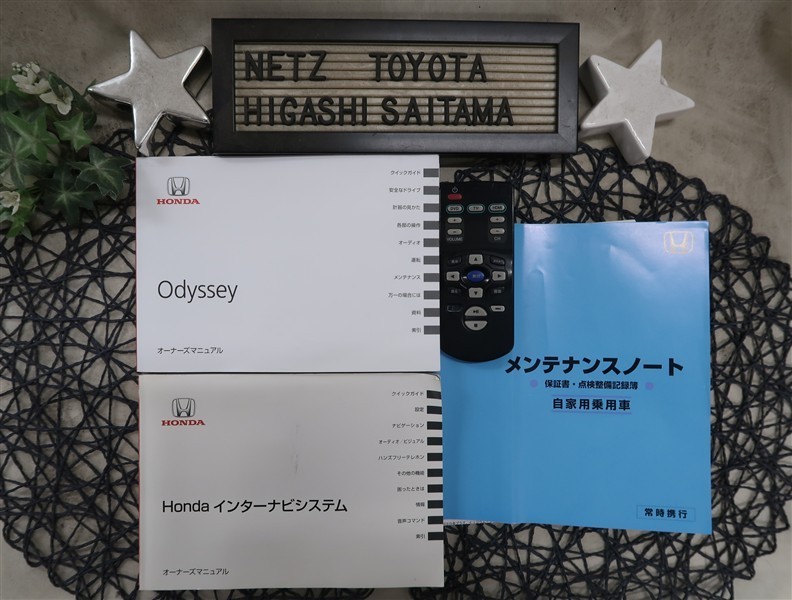 NETZ TOYOTA
HIGASHI SAITAMA
HONDA
Odyssey
オーナーズマニュアル
クイックガイド
安全なドライブ
計器の見かた
各部の操作
オーディオ
運転
メンテナンス
万一の場合には
資料
索引
HONDA
Honda インターナビシステム
オーナーズマニュアル
クイックガイド
設定
ナビゲーション
オーディオ・ビジュアル
ハンズフリーテレホン
その他の機能
困ったときは
情報
音声コマンド
索引
VOLUME
メンテナンスノート
保証書・点検整備記録簿
自家用乗用車
常時携行